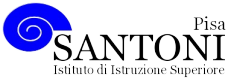 Pisa
SANTONI
Istituto di Istruzione Superiore